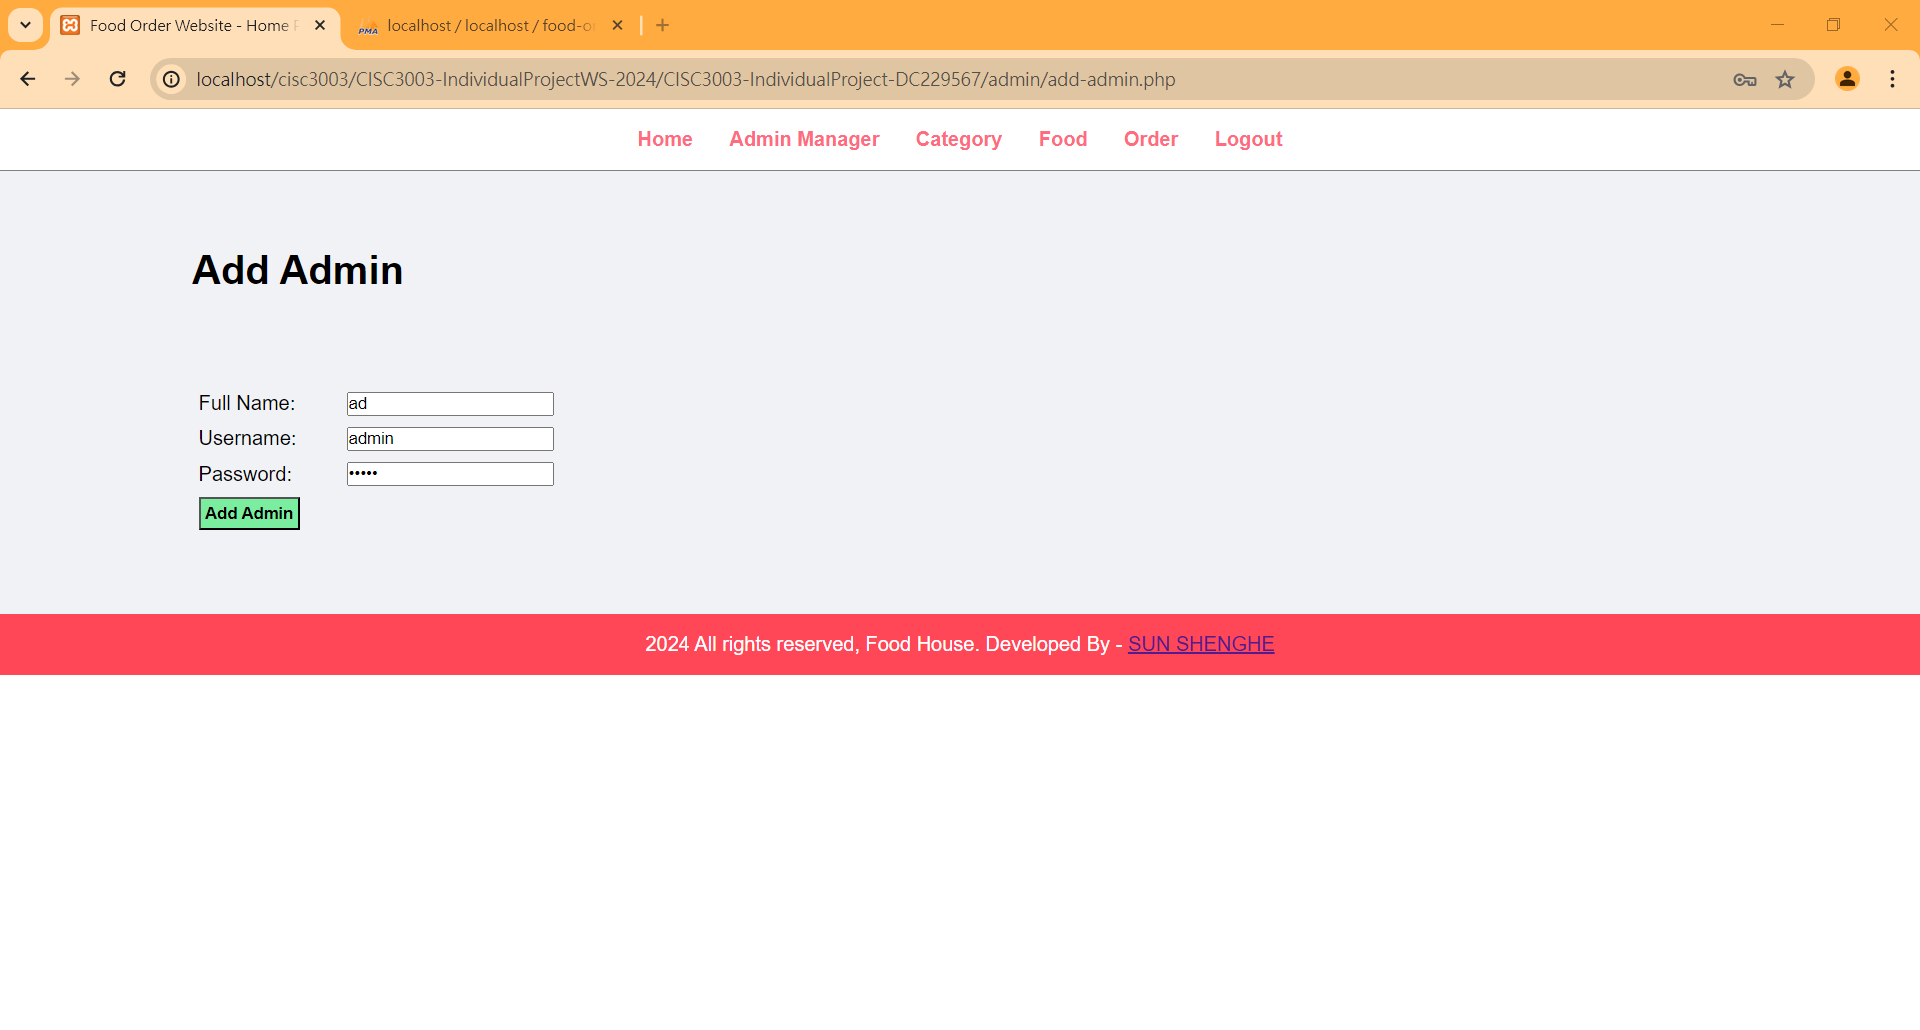 Food Order Website - Home
PMA localhost / localhost / food-o
localhost/cisc3003/CISC3003-IndividualProjectWS-2024/CISC3003-IndividualProject-DC229567/admin/add-admin.php
Home Admin Manager Category Food Order Logout
Add Admin
Full Name: ad
Username: admin
Password: •••••
Add Admin
2024 All rights reserved, Food House. Developed By - SUN SHENGHE